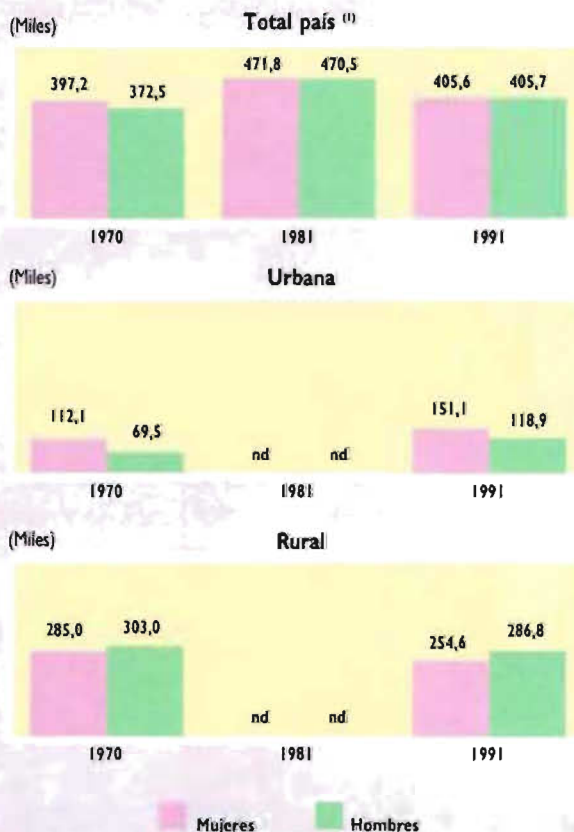 (Miles) Total país (1)
397,2 372,5 471,8 470,5 405,6 405,7
1970 1981 1991
(Miles) Urbana
112,1 69,5 nd nd 151,1 118,9
1970 1981 1991
(Miles) Rural
285,0 303,0 nd nd 254,6 286,8
1970 1981 1991
Mujeres Hombres